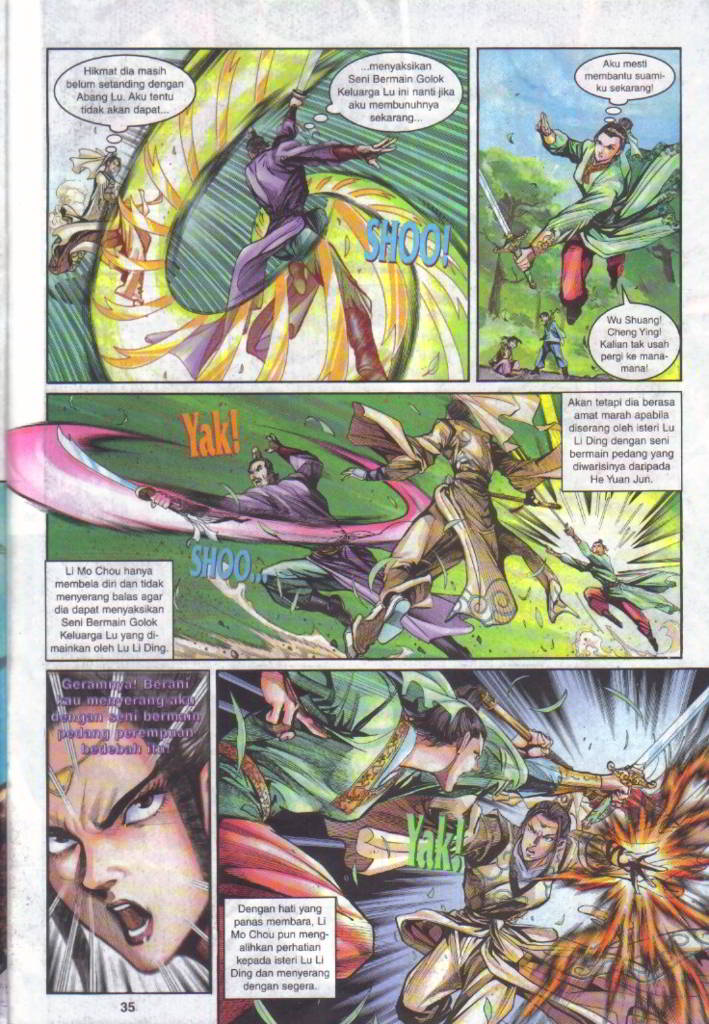 Hikmat dia masih
belum setanding dengan
Abang Lu. Aku tentu
tidak akan dapat...
...menyaksikan
Seni Bermain Golok
Keluarga Lu ini nanti jika
aku membunuhnya
sekarang...
SHOO!
Aku mesti
membantu suami-
ku sekarang!
Wu Shuang!
Cheng Ying!
Kalian tak usah
pergi ke mana-
mana!
Yak!
Akan tetapi dia berasa
amat marah apabila
diserang oleh isteri Lu
Li Ding dengan seni
bermain pedang yang
diwarisinya daripada
He Yuan Jun.
SHOO...
Li Mo Chou hanya
membela diri dan tidak
menyerang balas agar
dia dapat menyaksikan
Seni Bermain Golok
Keluarga Lu yang di-
mainkan oleh Lu Li Ding.
Geramnya! Berani
kau menyerang aku
dengan seni bermain
pedang perempuan
bedebah itu!
Yak!
Dengan hati yang
panas membara, Li
Mo Chou pun meng-
alihkan perhatian
kepada isteri Lu Li
Ding dan menyerang
dengan segera.
35